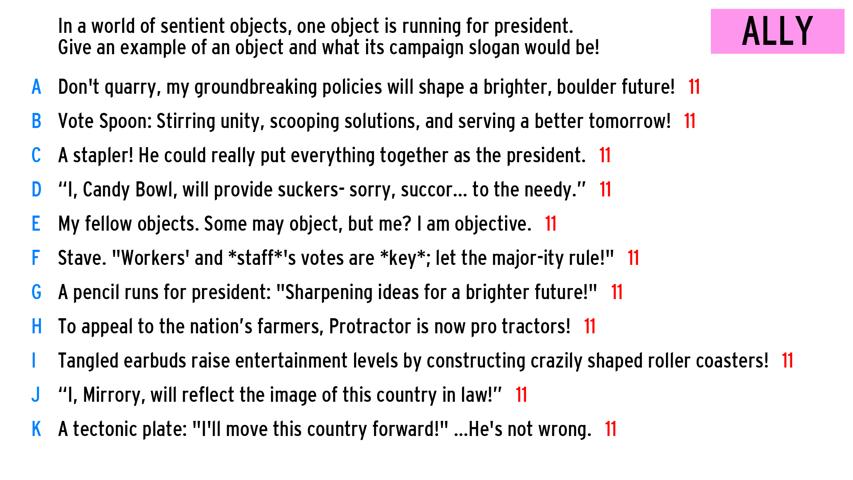 In a world of sentient objects, one object is running for president.
Give an example of an object and what its campaign slogan would be!
ALLY
A Don't quarry, my groundbreaking policies will shape a brighter, boulder future! 11
B Vote Spoon: Stirring unity, scooping solutions, and serving a better tomorrow! 11
C A stapler! He could really put everything together as the president. 11
D “I, Candy Bowl, will provide suckers- sorry, succor... to the needy.” 11
E My fellow objects. Some may object, but me? I am objective. 11
F Stave. "Workers' and *staff*'s votes are *key*; let the major-ity rule!" 11
G A pencil runs for president: "Sharpening ideas for a brighter future!" 11
H To appeal to the nation’s farmers, Protractor is now pro tractors! 11
I Tangled earbuds raise entertainment levels by constructing crazily shaped roller coasters! 11
J “I, Mirrory, will reflect the image of this country in law!” 11
K A tectonic plate: "I'll move this country forward!" ...He's not wrong. 11